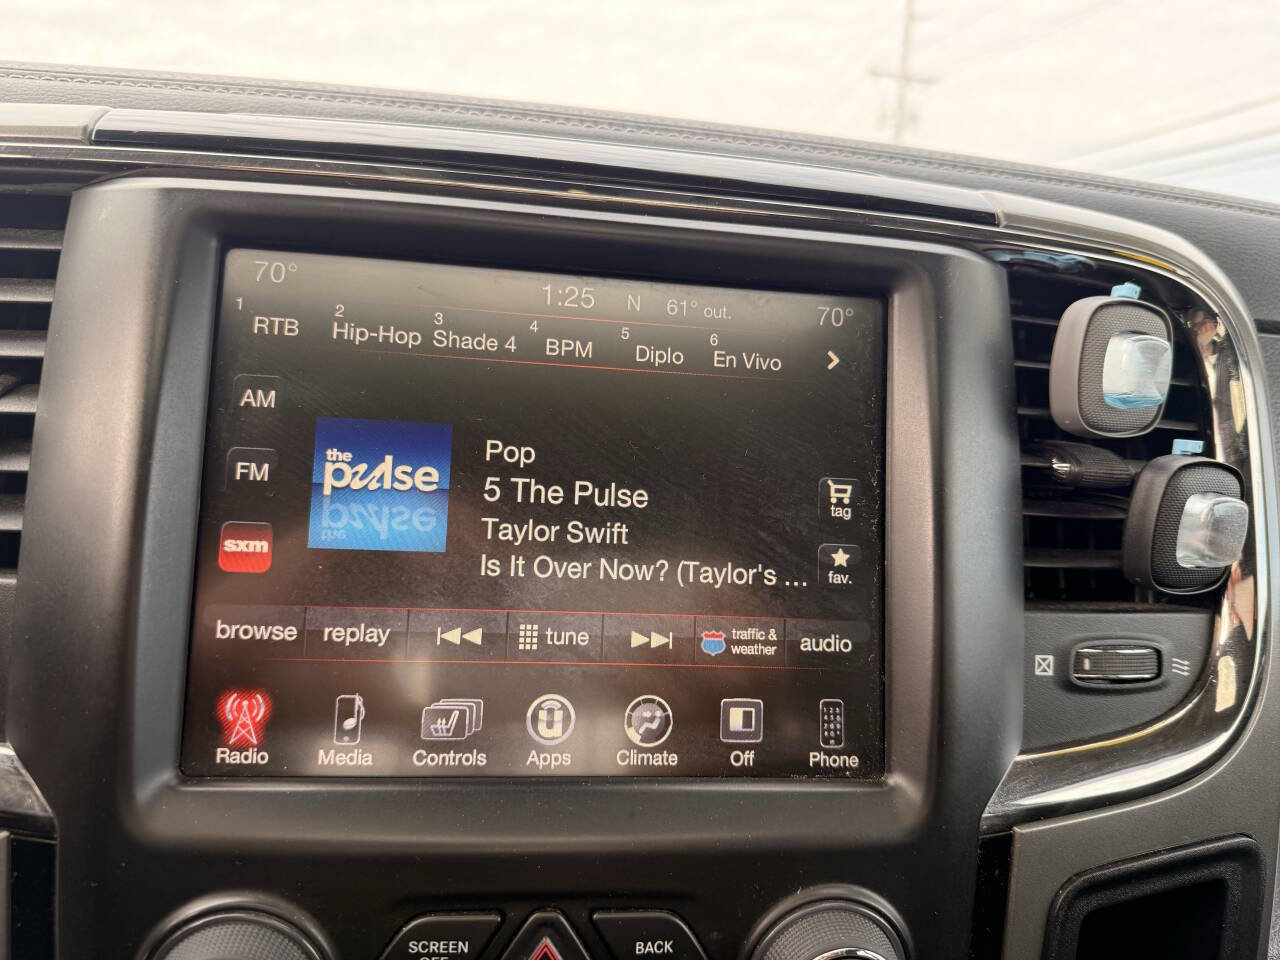 70°
1:25 N 61° out.
70°
1 RTB 2 Hip-Hop 3 Shade 4 4 BPM 5 Diplo 6 En Vivo
AM
FM
sxm
the
pulse
Pop
5 The Pulse
Taylor Swift
Is It Over Now? (Taylor's ...
tag
fav.
browse replay tune traffic & weather audio
Radio Media Controls Apps Climate Off Phone
SCREEN
OFF
BACK